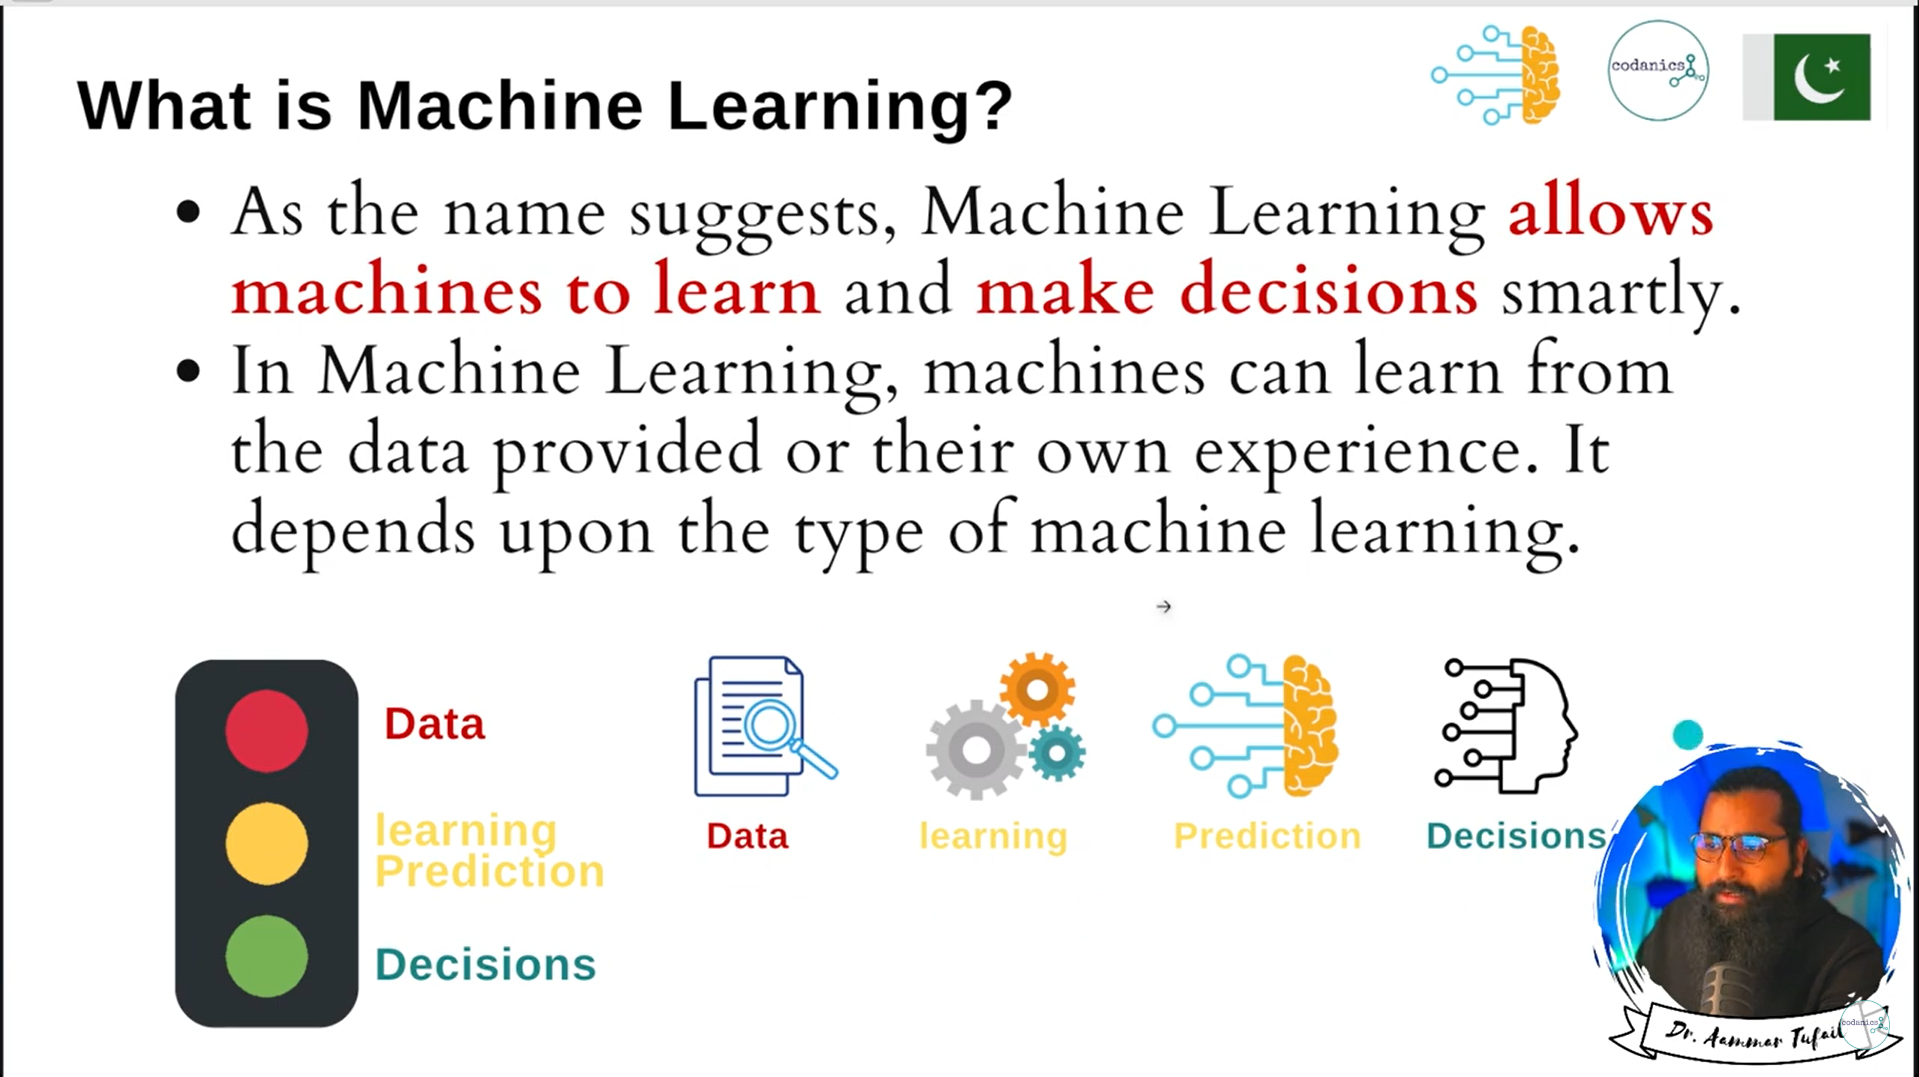 What is Machine Learning?
codanics
• As the name suggests, Machine Learning allows
machines to learn and make decisions smartly.
• In Machine Learning, machines can learn from
the data provided or their own experience. It
depends upon the type of machine learning.
Data
learning
Prediction
Decisions
Data
learning
Prediction
Decisions
Dr. Aammar Tufail
codanics